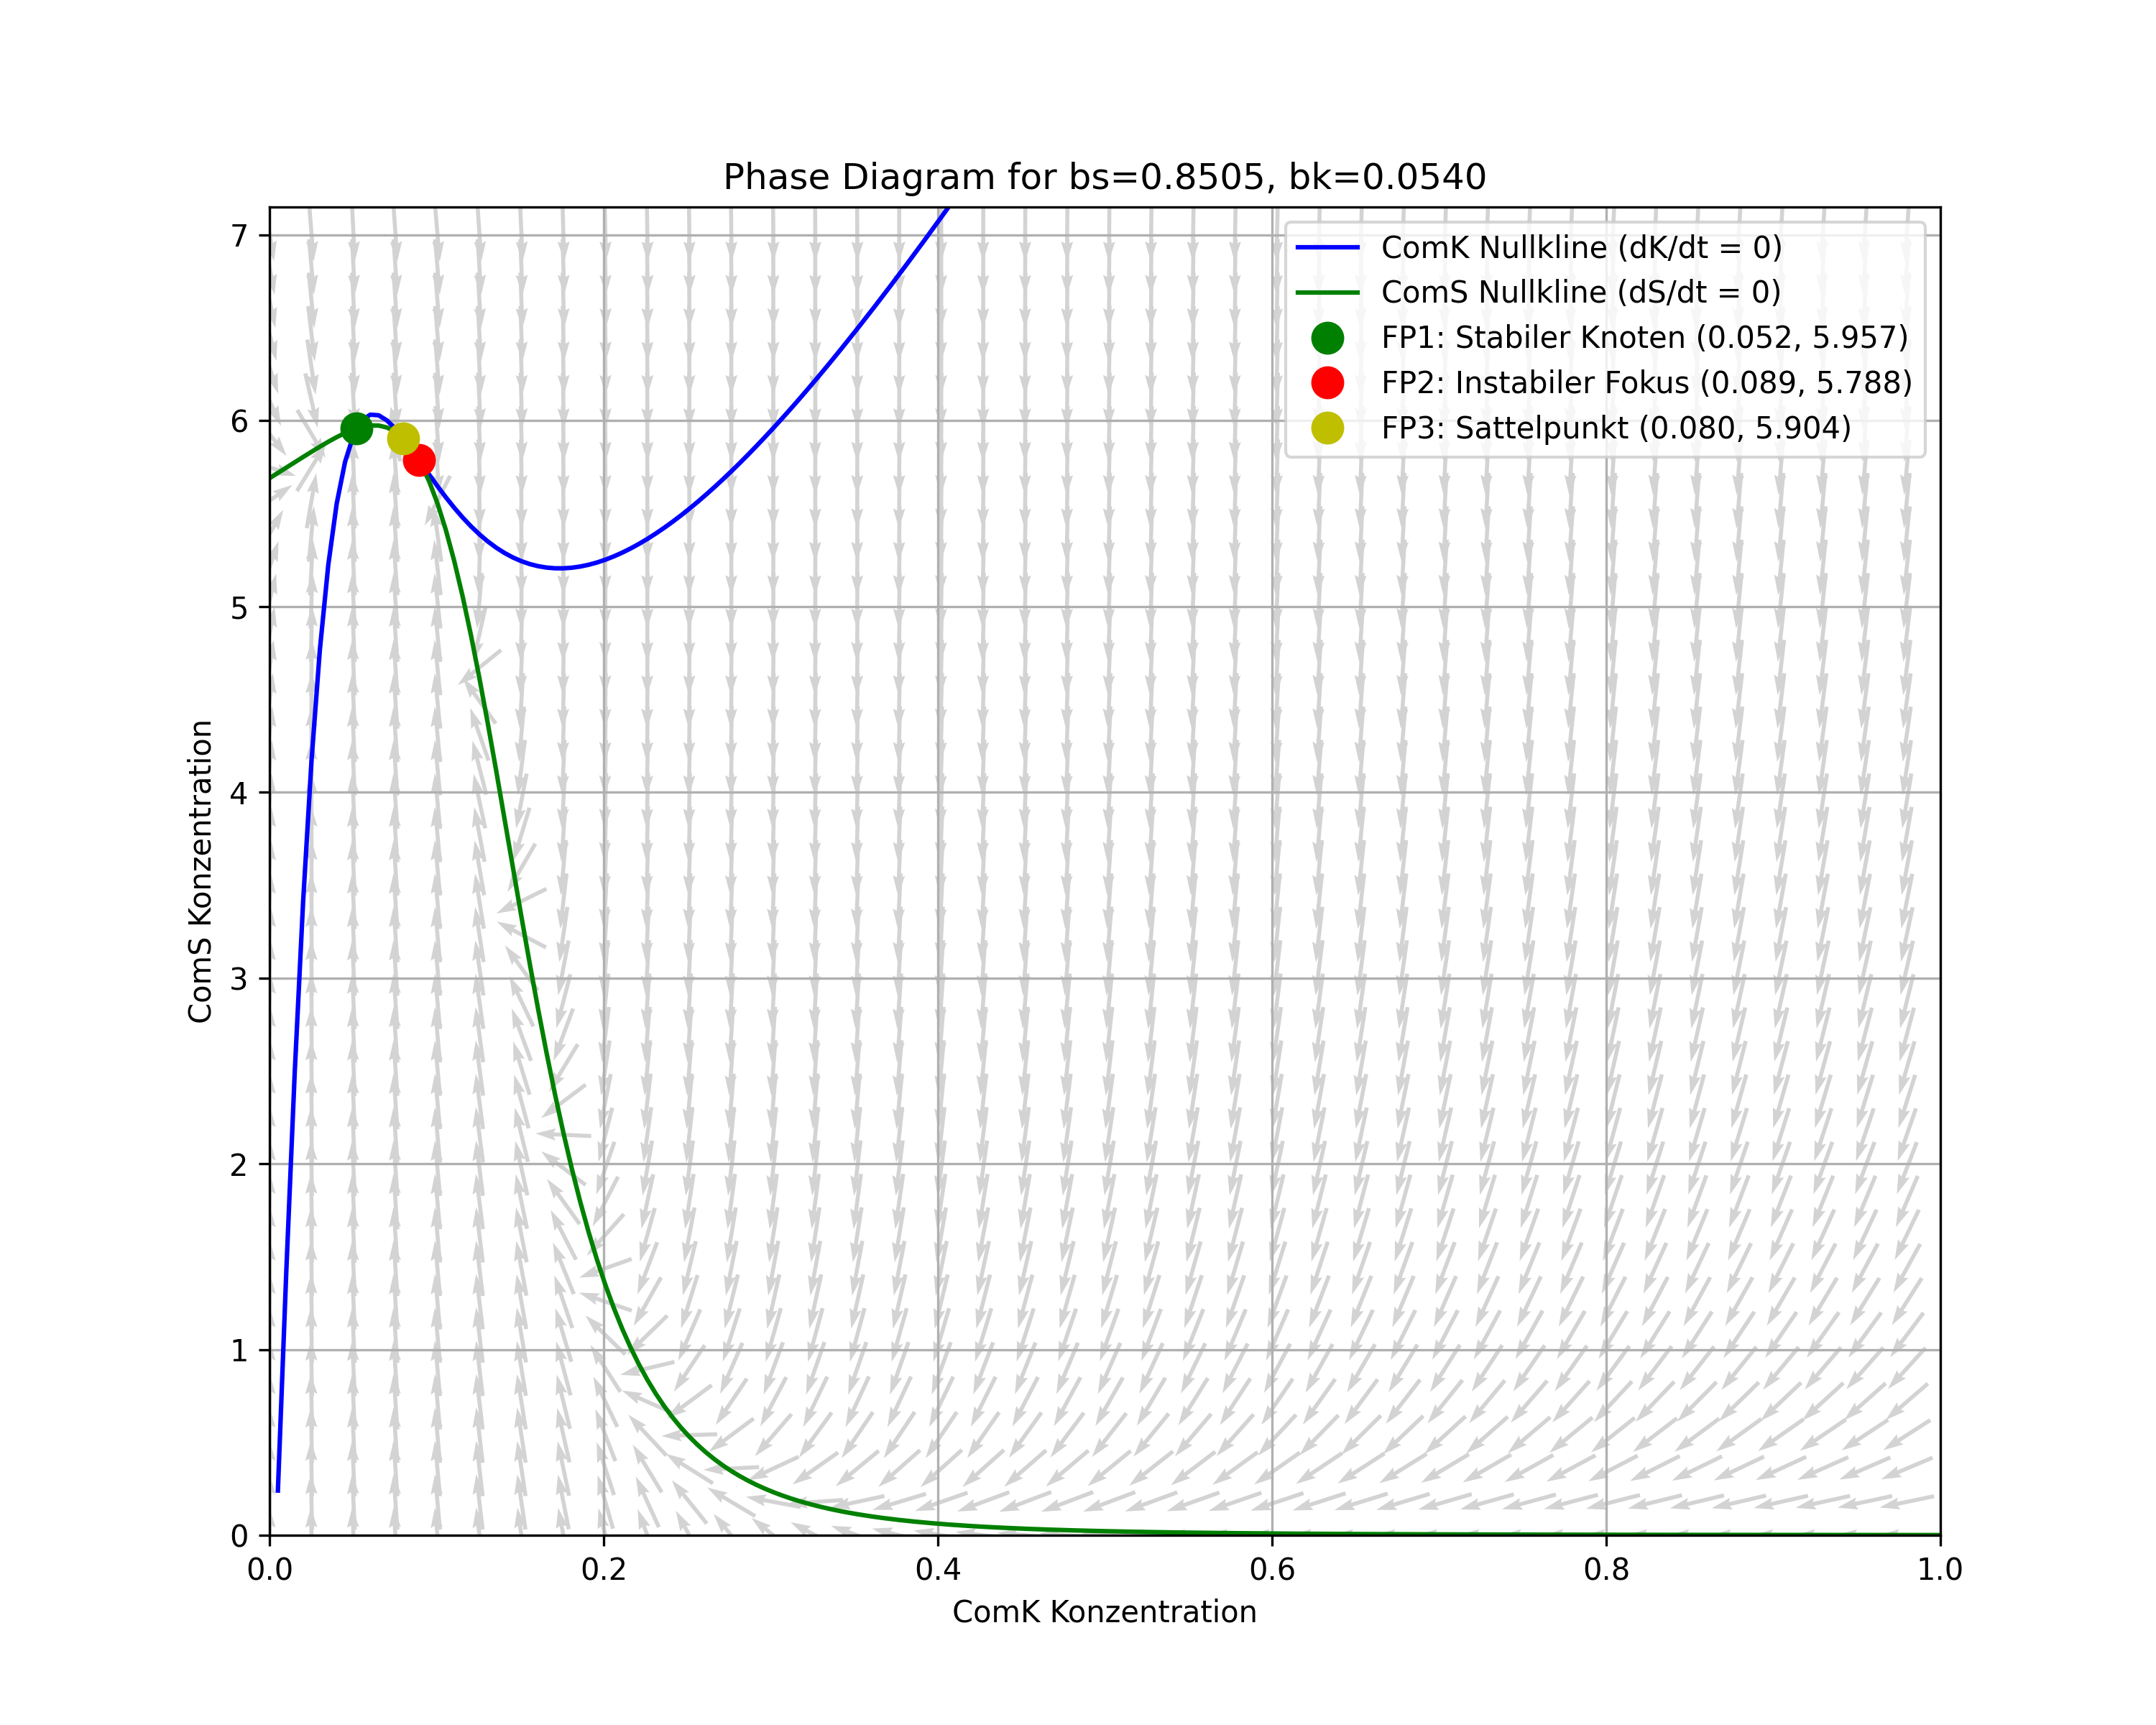 Phase Diagram for bs=0.8505, bk=0.0540
ComK Nullkline (dK/dt = 0)
ComS Nullkline (dS/dt = 0)
FP1: Stabiler Knoten (0.052, 5.957)
FP2: Instabiler Fokus (0.089, 5.788)
FP3: Sattelpunkt (0.080, 5.904)
ComS Konzentration
7
6
5
4
3
2
1
0
0.0 0.2 0.4 0.6 0.8 1.0
ComK Konzentration